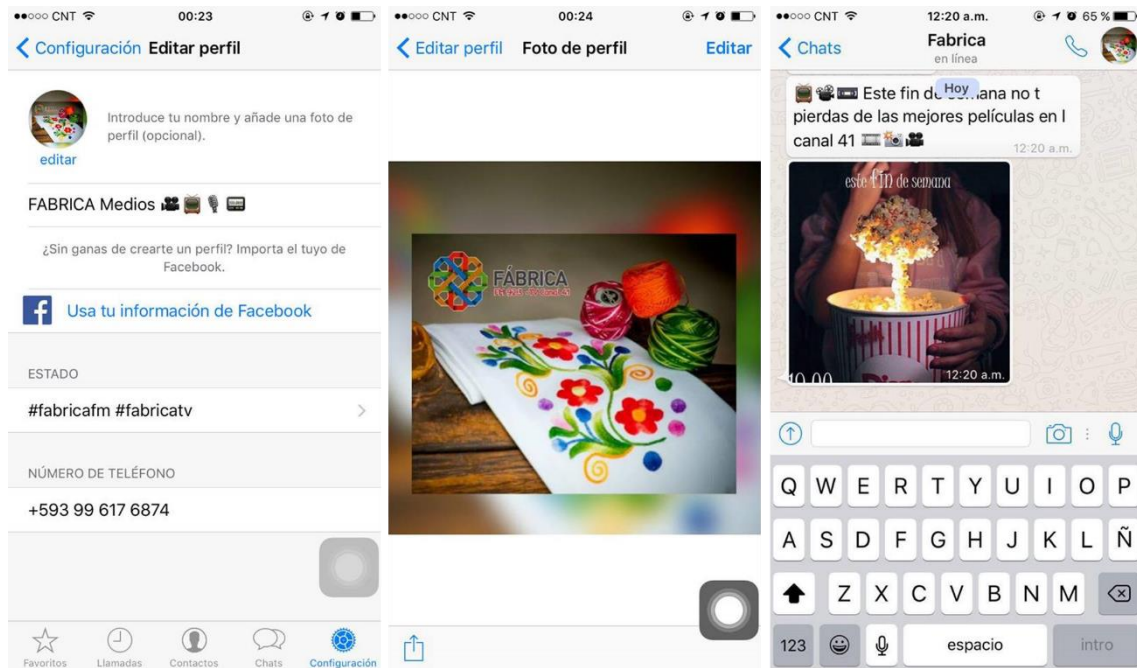 CNT 00:23
Configuración Editar perfil
Introduce tu nombre y añade una foto de
perfil (opcional).
editar
FABRICA Medios
¿Sin ganas de crearte un perfil? Importa el tuyo de
Facebook.
f Usa tu información de Facebook
ESTADO
#fabricafm #fabricatv
NÚMERO DE TELÉFONO
+593 99 617 6874
Favoritos Llamadas Contactos Chats Configuración
CNT 00:24
Editar perfil Foto de perfil Editar
FÁBRICA
CNT 12:20 a.m. 65 %
Chats Fabrica
en línea
Hoy
Este fin de semana no t
pierdas de las mejores películas en l
canal 41
12:20 a.m.
este fin de semana
19.00
12:20 a.m.
Q W E R T Y U I O P
A S D F G H J K L Ñ
Z X C V B N M
123 espacio intro